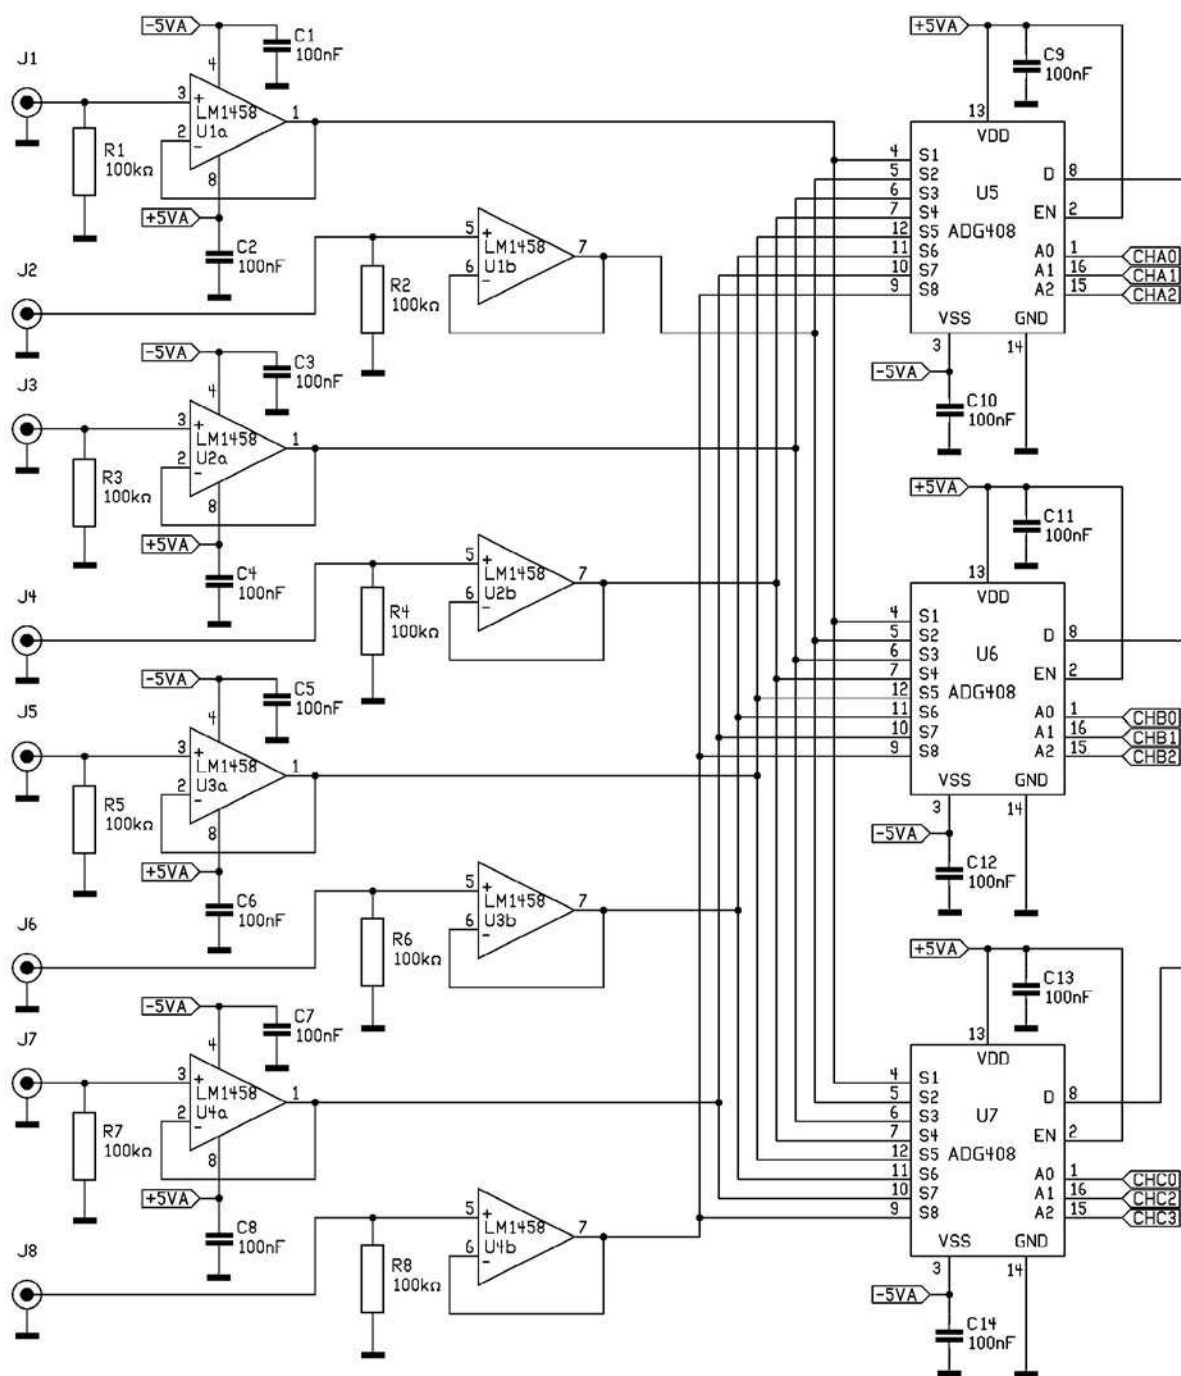 J1
-5VA
4
C1
100nF
3
+
LM1458
U1a
2
-
1
8
R1
100kΩ
+5VA
C2
100nF
J2
5
+
LM1458
U1b
6
-
7
R2
100kΩ
J3
-5VA
4
C3
100nF
3
+
LM1458
U2a
2
-
1
8
R3
100kΩ
+5VA
C4
100nF
J4
5
+
LM1458
U2b
6
-
7
R4
100kΩ
J5
-5VA
4
C5
100nF
3
+
LM1458
U3a
2
-
1
8
R5
100kΩ
+5VA
C6
100nF
J6
5
+
LM1458
U3b
6
-
7
R6
100kΩ
J7
-5VA
4
C7
100nF
3
+
LM1458
U4a
2
-
1
8
R7
100kΩ
+5VA
C8
100nF
J8
5
+
LM1458
U4b
6
-
7
R8
100kΩ
+5VA
C9
100nF
13
VDD
4 S1
5 S2
6 S3
7 S4
12 S5
11 S6
10 S7
9 S8
U5
ADG408
D 8
EN 2
A0 1 CHA0
A1 16 CHA1
A2 15 CHA2
VSS GND
3 14
-5VA
C10
100nF
+5VA
C11
100nF
13
VDD
4 S1
5 S2
6 S3
7 S4
12 S5
11 S6
10 S7
9 S8
U6
ADG408
D 8
EN 2
A0 1 CHB0
A1 16 CHB1
A2 15 CHB2
VSS GND
3 14
-5VA
C12
100nF
+5VA
C13
100nF
13
VDD
4 S1
5 S2
6 S3
7 S4
12 S5
11 S6
10 S7
9 S8
U7
ADG408
D 8
EN 2
A0 1 CHC0
A1 16 CHC2
A2 15 CHC3
VSS GND
3 14
-5VA
C14
100nF